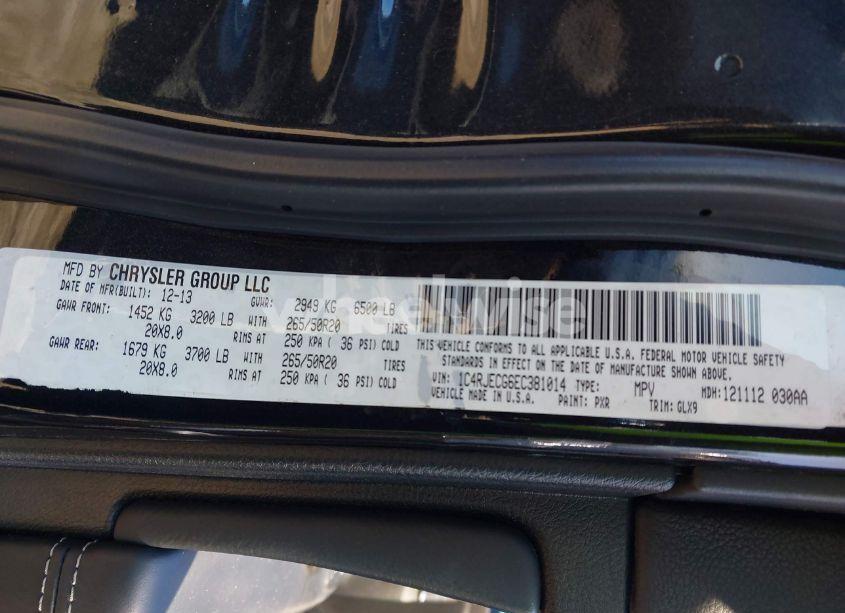 MFD BY CHRYSLER GROUP LLC
DATE OF MFR(BUILT): 12-13 GVWR: 2949 KG 6500 LB
GAWR FRONT: 1452 KG 3200 LB WITH 265/50R20 TIRES
20X8.0 RIMS AT 250 KPA ( 36 PSI) COLD
GAWR REAR: 1679 KG 3700 LB WITH 265/50R20 TIRES
20X8.0 RIMS AT 250 KPA ( 36 PSI) COLD
THIS VEHICLE CONFORMS TO ALL APPLICABLE U.S.A. FEDERAL MOTOR VEHICLE SAFETY
STANDARDS IN EFFECT ON THE DATE OF MANUFACTURE SHOWN ABOVE.
VIN: 1C4RJECG6EC381014 TYPE: MPV MDH:121112 030AA
VEHICLE MADE IN U.S.A. PAINT: PXR TRIM: GLX9
wheelwise